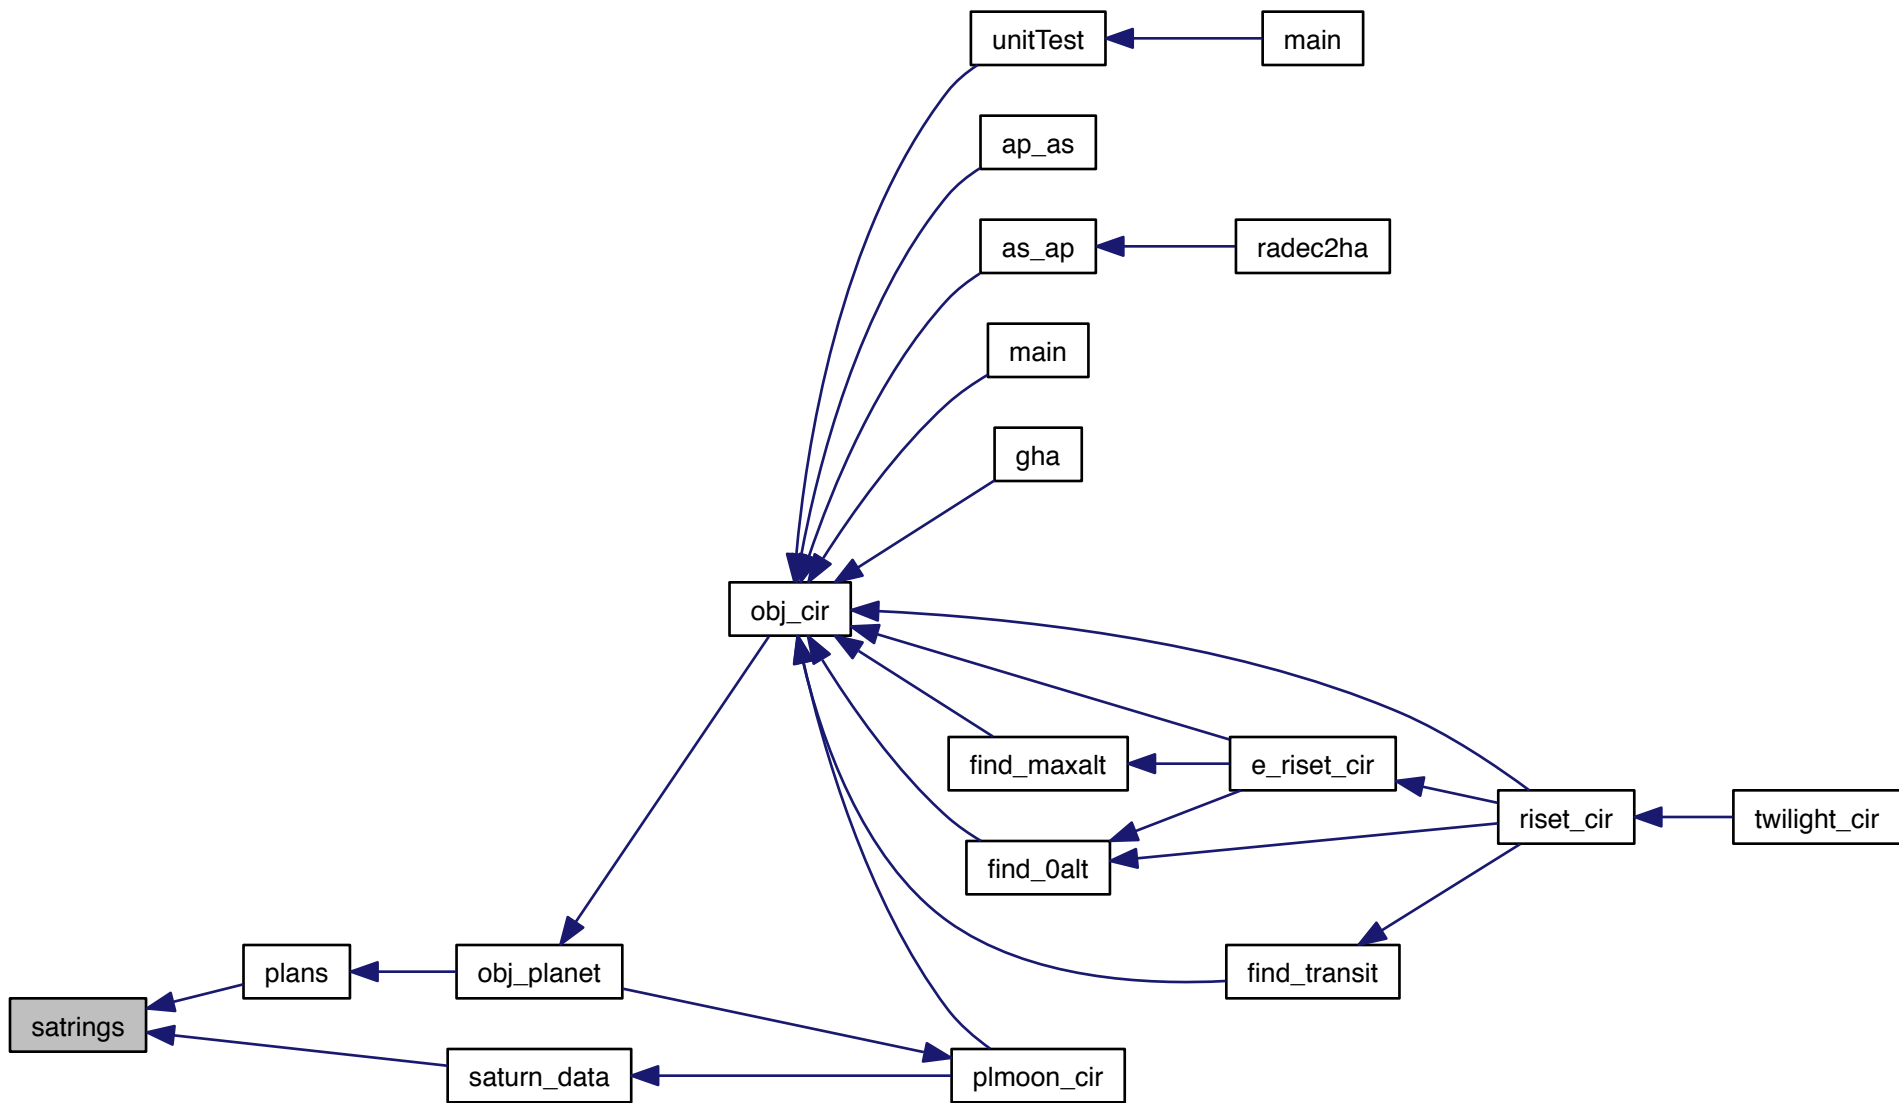 unitTest
main
ap_as
as_ap
radec2ha
main
gha
obj_cir
find_maxalt
e_riset_cir
riset_cir
twilight_cir
find_0alt
plans
obj_planet
find_transit
satrings
saturn_data
plmoon_cir